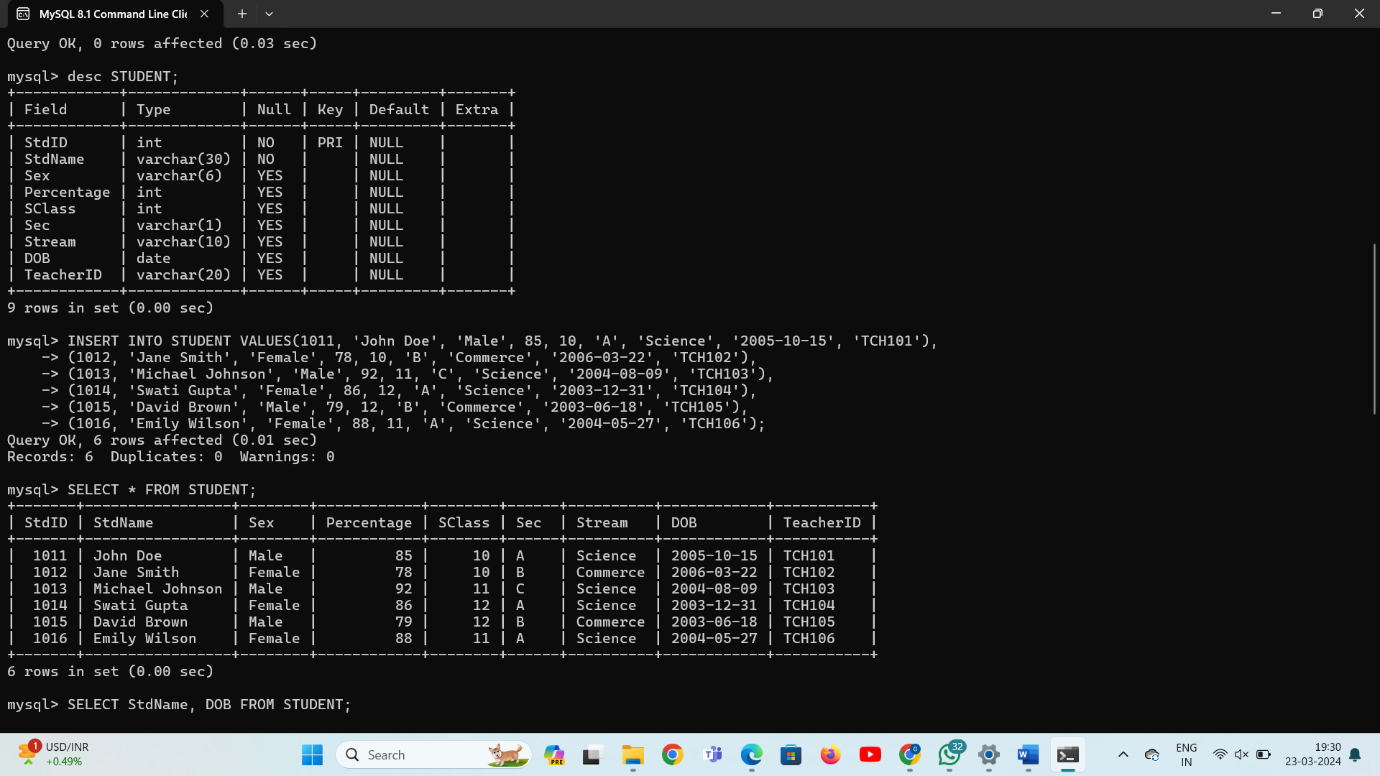 MySQL 8.1 Command Line Clie
Query OK, 0 rows affected (0.03 sec)
mysql> desc STUDENT;
+------------+-------------+------+-----+---------+-------+
| Field      | Type        | Null | Key | Default | Extra |
+------------+-------------+------+-----+---------+-------+
| StdID      | int         | NO   | PRI | NULL    |       |
| StdName    | varchar(30) | NO   |     | NULL    |       |
| Sex        | varchar(6)  | YES  |     | NULL    |       |
| Percentage | int         | YES  |     | NULL    |       |
| SClass     | int         | YES  |     | NULL    |       |
| Sec        | varchar(1)  | YES  |     | NULL    |       |
| Stream     | varchar(10) | YES  |     | NULL    |       |
| DOB        | date        | YES  |     | NULL    |       |
| TeacherID  | varchar(20) | YES  |     | NULL    |       |
+------------+-------------+------+-----+---------+-------+
9 rows in set (0.00 sec)
mysql> INSERT INTO STUDENT VALUES(1011, 'John Doe', 'Male', 85, 10, 'A', 'Science', '2005-10-15', 'TCH101'),
    -> (1012, 'Jane Smith', 'Female', 78, 10, 'B', 'Commerce', '2006-03-22', 'TCH102'),
    -> (1013, 'Michael Johnson', 'Male', 92, 11, 'C', 'Science', '2004-08-09', 'TCH103'),
    -> (1014, 'Swati Gupta', 'Female', 86, 12, 'A', 'Science', '2003-12-31', 'TCH104'),
    -> (1015, 'David Brown', 'Male', 79, 12, 'B', 'Commerce', '2003-06-18', 'TCH105'),
    -> (1016, 'Emily Wilson', 'Female', 88, 11, 'A', 'Science', '2004-05-27', 'TCH106');
Query OK, 6 rows affected (0.01 sec)
Records: 6  Duplicates: 0  Warnings: 0
mysql> SELECT * FROM STUDENT;
+-------+-----------------+--------+------------+--------+------+----------+------------+-----------+
| StdID | StdName         | Sex    | Percentage | SClass | Sec  | Stream   | DOB        | TeacherID |
+-------+-----------------+--------+------------+--------+------+----------+------------+-----------+
|  1011 | John Doe        | Male   |         85 |     10 | A    | Science  | 2005-10-15 | TCH101    |
|  1012 | Jane Smith      | Female |         78 |     10 | B    | Commerce | 2006-03-22 | TCH102    |
|  1013 | Michael Johnson | Male   |         92 |     11 | C    | Science  | 2004-08-09 | TCH103    |
|  1014 | Swati Gupta     | Female |         86 |     12 | A    | Science  | 2003-12-31 | TCH104    |
|  1015 | David Brown     | Male   |         79 |     12 | B    | Commerce | 2003-06-18 | TCH105    |
|  1016 | Emily Wilson    | Female |         88 |     11 | A    | Science  | 2004-05-27 | TCH106    |
+-------+-----------------+--------+------------+--------+------+----------+------------+-----------+
6 rows in set (0.00 sec)
mysql> SELECT StdName, DOB FROM STUDENT;
1
USD/INR
+0.49%
Search
PRE
32
ENG
IN
19:30
23-03-2024